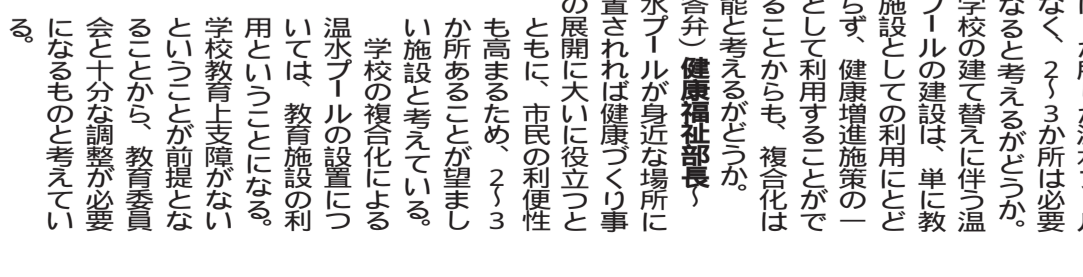 なく、2〜3か所は必要
なると考えるがどうか。
学校の建て替えに伴う温
プールの建設は、単に教
施設としての利用にとど
らず、健康増進施策の一
として利用することがで
ることからも、複合化は
能と考えるがどうか。
答弁）健康福祉部長〜
水プールが身近な場所に
置されれば健康づくり事
の展開に大いに役立つと
ともに、市民の利便性
も高まるため、2〜3
か所あることが望まし
い施設と考えている。
　学校の複合化による
温水プールの設置につ
いては、教育施設の利
用ということになる。
学校教育上支障がない
ということが前提とな
ることから、教育委員
会と十分な調整が必要
になるものと考えてい
る。